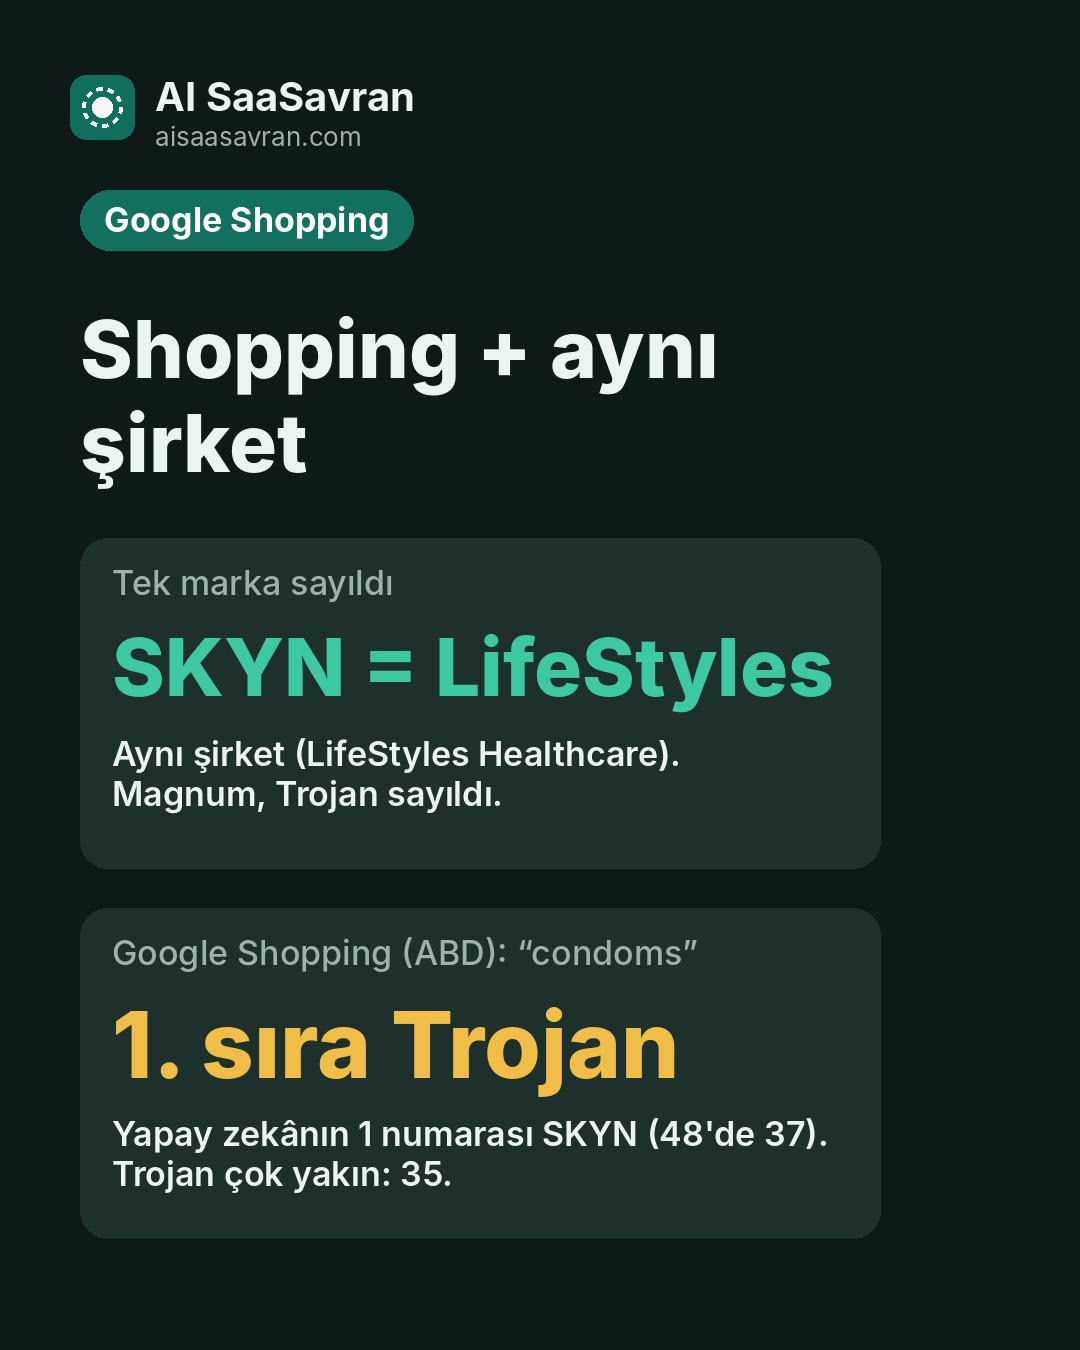 AI SaaSavran
aisaasavran.com
Google Shopping
Shopping + aynı
şirket
Tek marka sayıldı
SKYN = LifeStyles
Aynı şirket (LifeStyles Healthcare).
Magnum, Trojan sayıldı.
Google Shopping (ABD): “condoms”
1. sıra Trojan
Yapay zekânın 1 numarası SKYN (48'de 37).
Trojan çok yakın: 35.